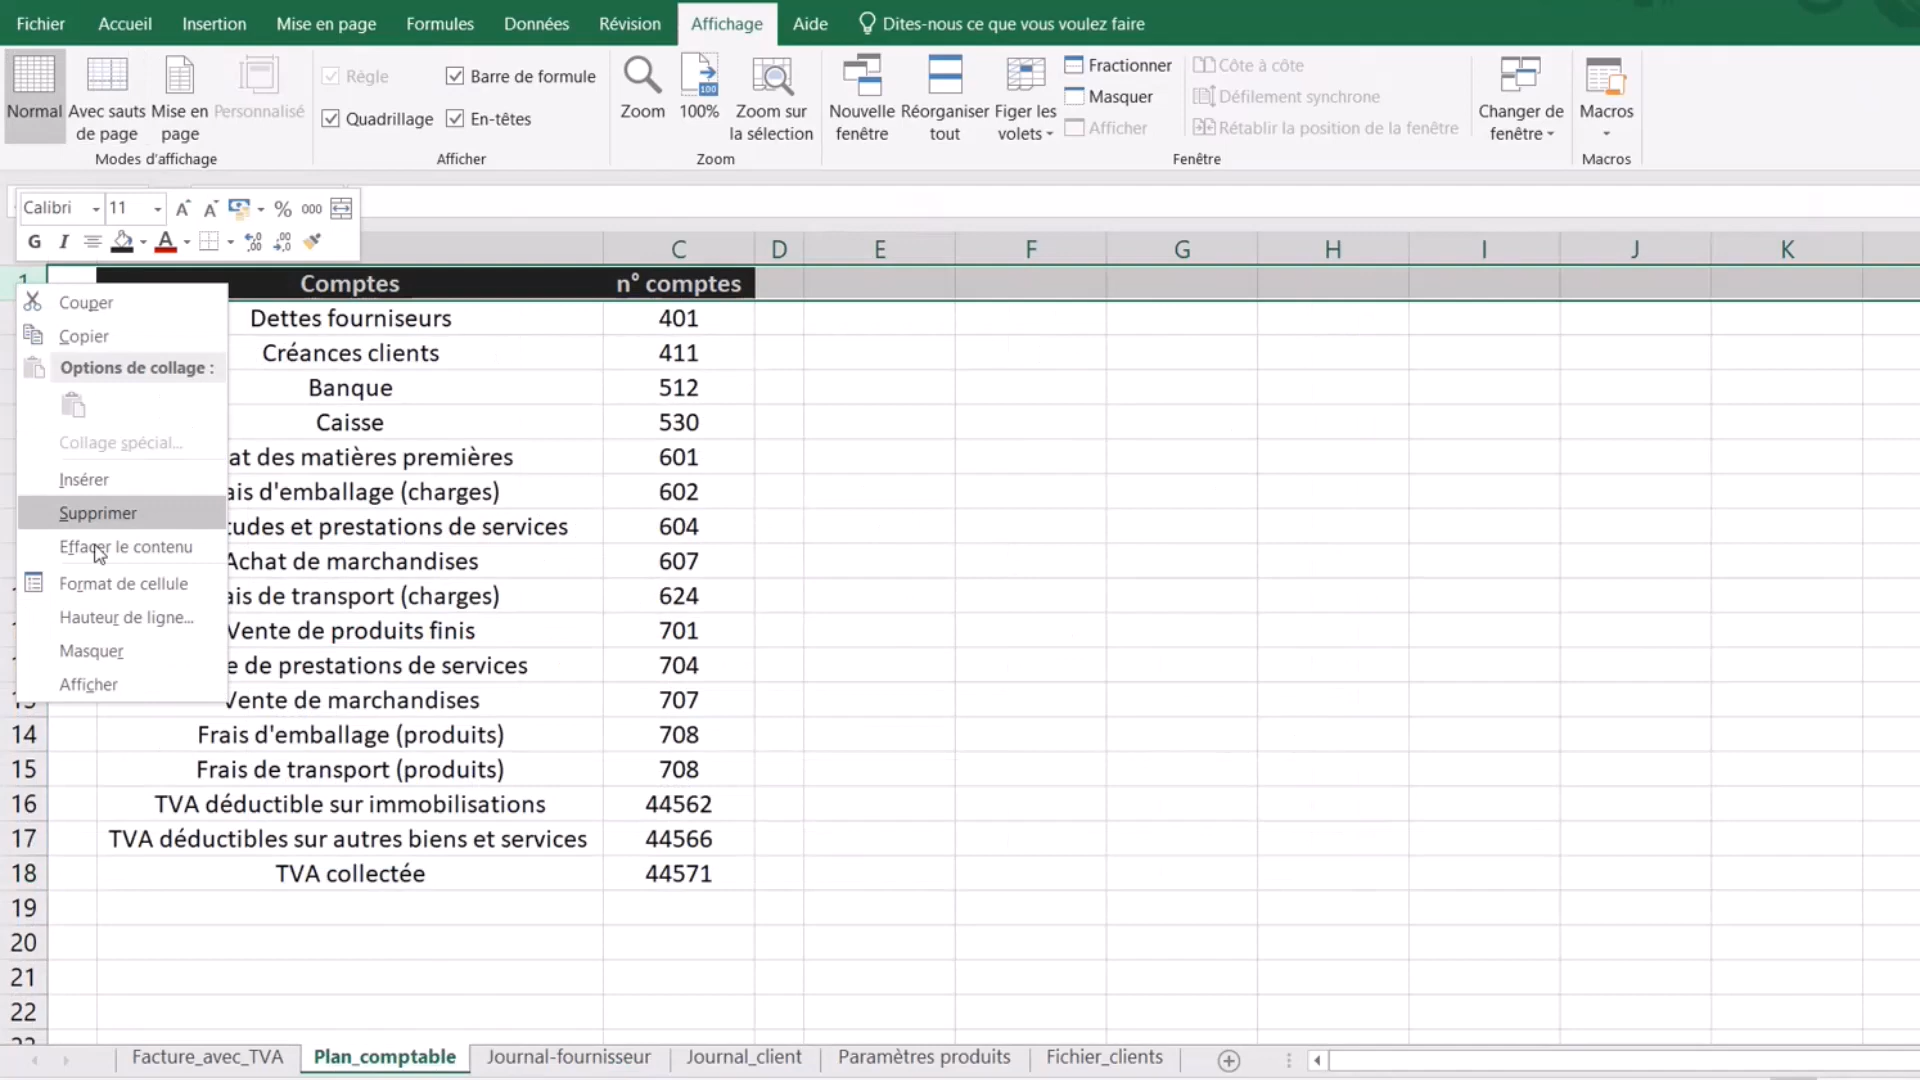 Fichier Accueil Insertion Mise en page Formules Données Révision Affichage Aide Dites-nous ce que vous voulez faire
Normal
Avec sauts de page
Mise en page
Personnalisé
Modes d'affichage
Règle
Barre de formule
Quadrillage
En-têtes
Afficher
Zoom
100
100%
Zoom sur la sélection
Zoom
Nouvelle fenêtre
Réorganiser tout
Figer les volets
Fractionner
Masquer
Afficher
Côte à côte
Défilement synchrone
Rétablir la position de la fenêtre
Fenêtre
Changer de fenêtre
Macros
Macros
Calibri 11 A A % 000
G I A ,00 ,00
C D E F G H I J K
1 Comptes n° comptes
Dettes fourniseurs 401
Créances clients 411
Banque 512
Caisse 530
at des matières premières 601
ais d'emballage (charges) 602
tudes et prestations de services 604
Achat de marchandises 607
ais de transport (charges) 624
Vente de produits finis 701
e de prestations de services 704
Vente de marchandises 707
14 Frais d'emballage (produits) 708
15 Frais de transport (produits) 708
16 TVA déductible sur immobilisations 44562
17 TVA déductibles sur autres biens et services 44566
18 TVA collectée 44571
19
20
21
22
Couper
Copier
Options de collage :
Collage spécial...
Insérer
Supprimer
Effacer le contenu
Format de cellule
Hauteur de ligne...
Masquer
Afficher
Facture_avec_TVA Plan_comptable Journal-fournisseur Journal_client Paramètres produits Fichier_clients